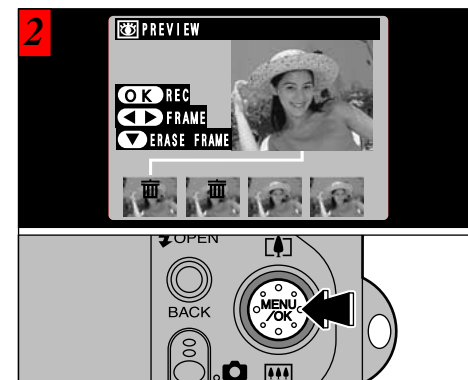 2
PREVIEW
OK REC
FRAME
ERASE FRAME
OPEN
BACK
MENU
/OK